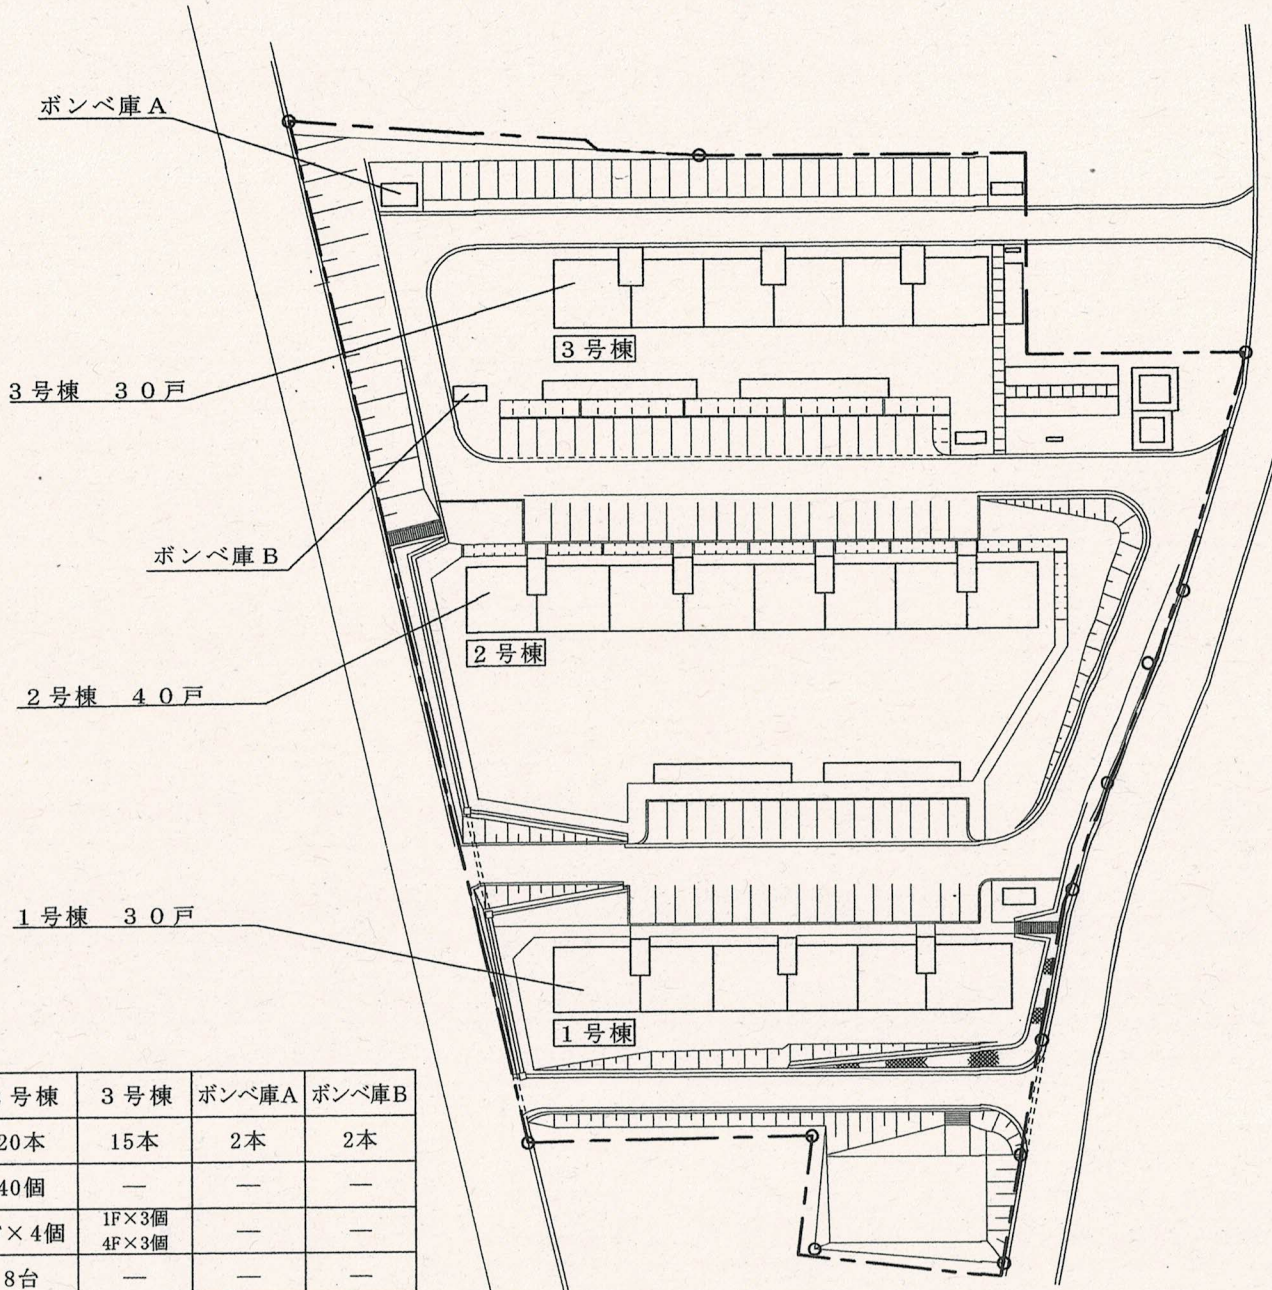 ボンベ庫A
3号棟
3号棟 30戸
ボンベ庫B
2号棟
2号棟 40戸
1号棟 30戸
1号棟
号棟 3号棟 ボンベ庫A ボンベ庫B
20本 15本 2本 2本
40個 — — —
×4個 1F×3個 — —
4F×3個
8台 — — —